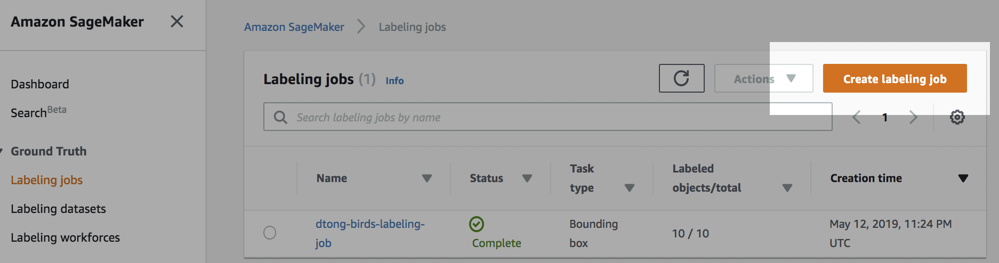 Amazon SageMaker
Dashboard
Search Beta
Ground Truth
Labeling jobs
Labeling datasets
Labeling workforces
Amazon SageMaker Labeling jobs
Labeling jobs (1) Info
Actions
Create labeling job
Search labeling jobs by name
1
Name
Status
Task
type
Labeled
objects/total
Creation time
dtong-birds-labeling-
job
Complete
Bounding
box
10 / 10
May 12, 2019, 11:24 PM
UTC